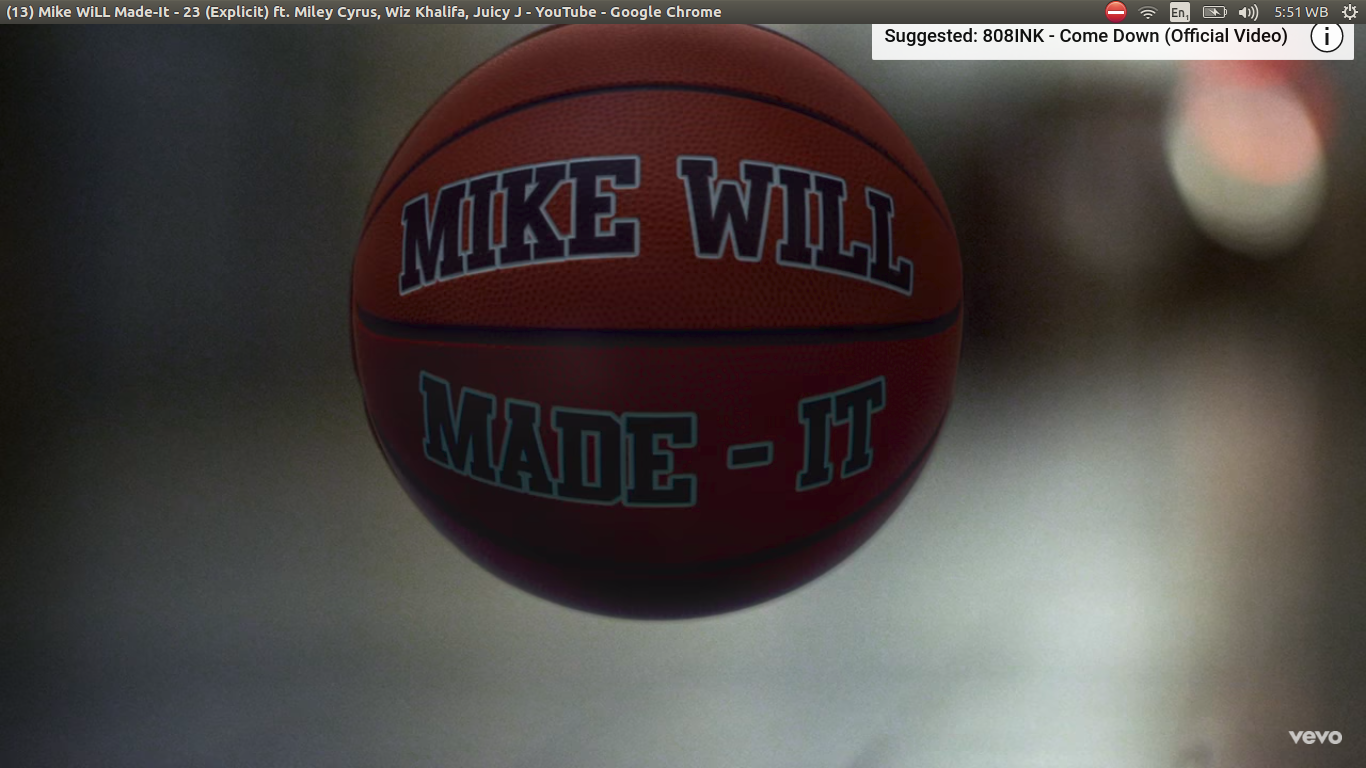 (13) Mike WiLL Made-It - 23 (Explicit) ft. Miley Cyrus, Wiz Khalifa, Juicy J - YouTube - Google Chrome
En1 5:51 WB
Suggested: 808INK - Come Down (Official Video) i
MIKE WILL
MADE - IT
vevo